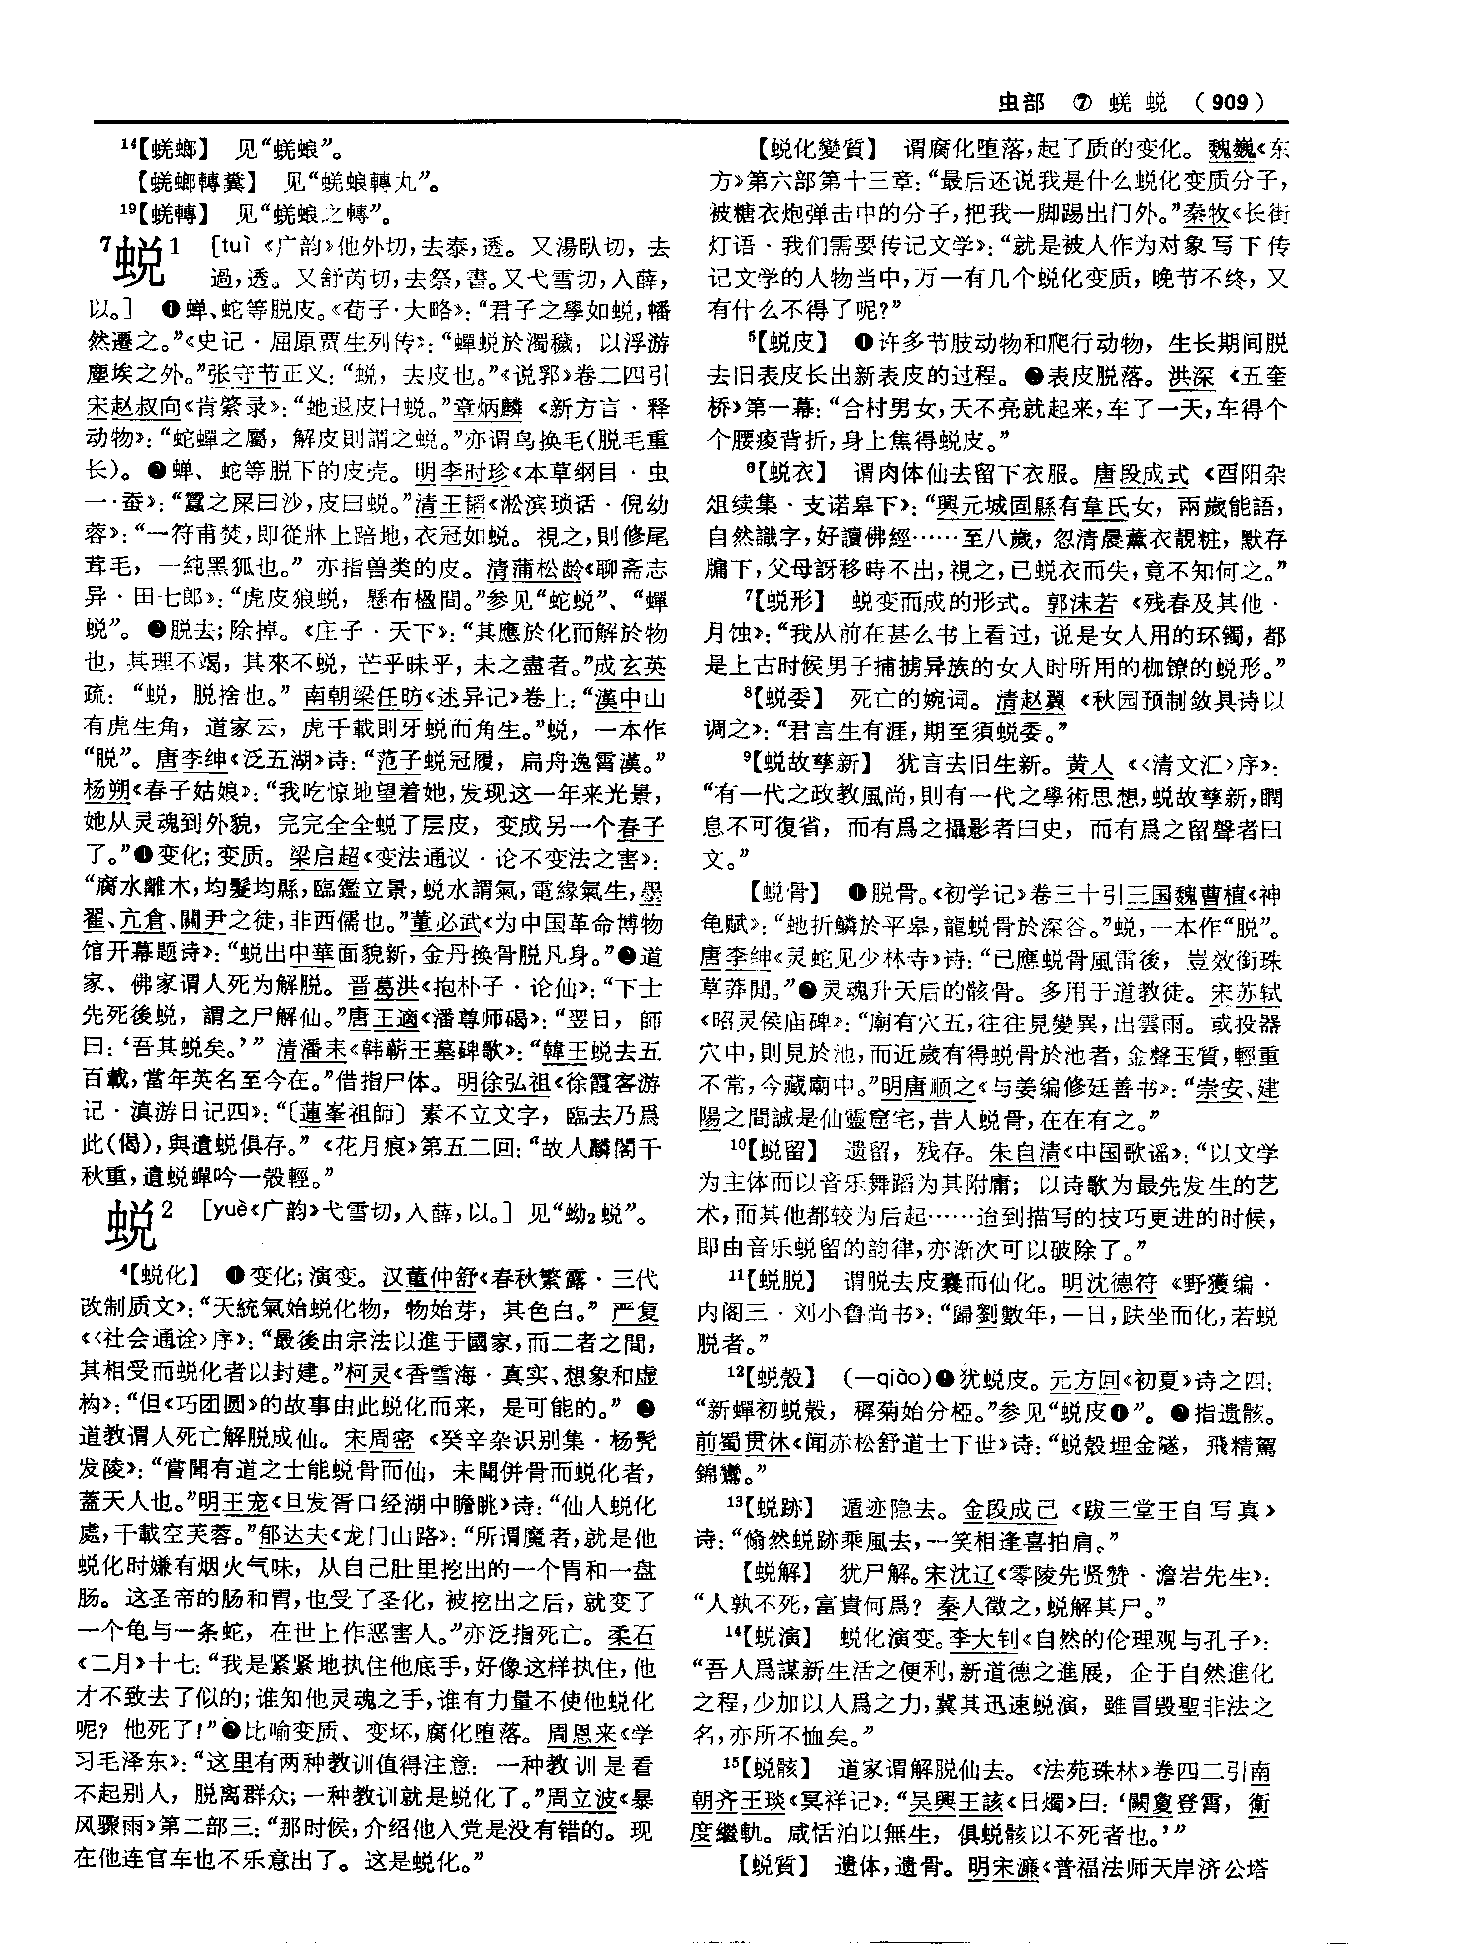 虫部 ⑦ 蜣 蜕 (909)
¹⁴【蜣螂】 见“蜣蜋”。
【蜣螂轉糞】 见“蜣蜋轉丸”。
¹⁹【蜣轉】 见“蜣蜋之轉”。
⁷蜕1 [tuì《广韵》他外切,去泰,透。又湯卧切,去
過,透。又舒芮切,去祭,書。又弋雪切,入薛,
以。] ❶蝉、蛇等脱皮。《荀子·大略》:“君子之學如蜕,幡
然遷之。”《史记·屈原贾生列传》:“蟬蜕於濁穢,以浮游
塵埃之外。”张守节正义:“蜕,去皮也。”《说郛》卷二四引
宋赵叔向《肯綮录》:“虵退皮曰蜕。”章炳麟《新方言·释
动物》:“蛇蟬之屬,解皮則謂之蜕。”亦谓鸟换毛(脱毛重
长)。❷蝉、蛇等脱下的皮壳。明李时珍《本草纲目·虫
一·蚕》:“蠶之屎曰沙,皮曰蜕。”清王韬《淞滨琐话·倪幼
蓉》:“一符甫焚,即從牀上踣地,衣冠如蜕。視之,則修尾
茸毛,一純黑狐也。” 亦指兽类的皮。清蒲松龄《聊斋志
异·田七郎》:“虎皮狼蜕,懸布楹間。”参见“蛇蜕”、“蟬
蜕”。❸脱去;除掉。《庄子·天下》:“其應於化而解於物
也,其理不竭,其來不蜕,芒乎昧乎,未之盡者。”成玄英
疏:“蜕,脱捨也。” 南朝梁任昉《述异记》卷上:“漢中山
有虎生角,道家云,虎千載則牙蜕而角生。”蜕,一本作
“脱”。唐李绅《泛五湖》诗:“范子蜕冠履,扁舟逸霄漢。”
杨朔《春子姑娘》:“我吃惊地望着她,发现这一年来光景,
她从灵魂到外貌,完完全全蜕了层皮,变成另一个春子
了。”❹变化;变质。梁启超《变法通议·论不变法之害》:
“腐水離木,均髮均縣,臨鑑立景,蜕水謂氣,電緣氣生,墨
翟、亢倉、關尹之徒,非西儒也。”董必武《为中国革命博物
馆开幕题诗》:“蜕出中華面貌新,金丹换骨脱凡身。”❺道
家、佛家谓人死为解脱。晋葛洪《抱朴子·论仙》:“下士
先死後蜕,謂之尸解仙。”唐王適《潘尊师碣》:“翌日,師
曰:‘吾其蜕矣。’” 清潘耒《韩蕲王墓碑歌》:“韓王蜕去五
百載,當年英名至今在。”借指尸体。明徐弘祖《徐霞客游
记·滇游日记四》:“〔蓮峯祖師〕素不立文字,臨去乃爲
此(偈),與遺蜕俱存。” 《花月痕》第五二回:“故人麟閣千
秋重,遺蜕蟬吟一殼輕。”
蜕2 [yuè《广韵》弋雪切,入薛,以。] 见“蚴₂蜕”。
⁴【蜕化】 ❶变化;演变。汉董仲舒《春秋繁露·三代
改制质文》:“天統氣始蜕化物,物始芽,其色白。” 严复
《〈社会通诠〉序》:“最後由宗法以進于國家,而二者之間,
其相受而蜕化者以封建。”柯灵《香雪海·真实、想象和虚
构》:“但《巧团圆》的故事由此蜕化而来,是可能的。” ❷
道教谓人死亡解脱成仙。宋周密《癸辛杂识别集·杨髡
发陵》:“嘗聞有道之士能蜕骨而仙,未聞併骨而蜕化者,
蓋天人也。”明王宠《旦发胥口经湖中瞻眺》诗:“仙人蜕化
處,千載空芙蓉。”郁达夫《龙门山路》:“所谓魔者,就是他
蜕化时嫌有烟火气味,从自己肚里挖出的一个胃和一盘
肠。这圣帝的肠和胃,也受了圣化,被挖出之后,就变了
一个龟与一条蛇,在世上作恶害人。”亦泛指死亡。柔石
《二月》十七:“我是紧紧地执住他底手,好像这样执住,他
才不致去了似的;谁知他灵魂之手,谁有力量不使他蜕化
呢?他死了!”❸比喻变质、变坏,腐化堕落。周恩来《学
习毛泽东》:“这里有两种教训值得注意:一种教训是看
不起别人,脱离群众;一种教训就是蜕化了。”周立波《暴
风骤雨》第二部三:“那时候,介绍他入党是没有错的。现
在他连官车也不乐意出了。这是蜕化。”
【蜕化變質】 谓腐化堕落,起了质的变化。魏巍《东
方》第六部第十三章:“最后还说我是什么蜕化变质分子,
被糖衣炮弹击中的分子,把我一脚踢出门外。”秦牧《长街
灯语·我们需要传记文学》:“就是被人作为对象写下传
记文学的人物当中,万一有几个蜕化变质,晚节不终,又
有什么不得了呢?”
⁵【蜕皮】 ❶许多节肢动物和爬行动物,生长期间脱
去旧表皮长出新表皮的过程。❷表皮脱落。洪深《五奎
桥》第一幕:“合村男女,天不亮就起来,车了一天,车得个
个腰痠背折,身上焦得蜕皮。”
⁶【蜕衣】 谓肉体仙去留下衣服。唐段成式《酉阳杂
俎续集·支诺皋下》:“興元城固縣有韋氏女,兩歲能語,
自然識字,好讀佛經……至八歲,忽清晨薰衣靚粧,默存
牖下,父母訝移時不出,視之,已蜕衣而失,竟不知何之。”
⁷【蜕形】 蜕变而成的形式。郭沫若《残春及其他·
月蚀》:“我从前在甚么书上看过,说是女人用的环镯,都
是上古时候男子捕掳异族的女人时所用的枷镣的蜕形。”
⁸【蜕委】 死亡的婉词。清赵翼《秋园预制敛具诗以
调之》:“君言生有涯,期至須蜕委。”
⁹【蜕故孳新】 犹言去旧生新。黄人《〈清文汇〉序》:
“有一代之政教風尚,則有一代之學術思想,蜕故孳新,瞤
息不可復省,而有爲之攝影者曰史,而有爲之留聲者曰
文。”
【蜕骨】 ❶脱骨。《初学记》卷三十引三国魏曹植《神
龟赋》:“虵折鳞於平皋,龍蜕骨於深谷。”蜕,一本作“脱”。
唐李绅《灵蛇见少林寺》诗:“已應蜕骨風雷後,豈效銜珠
草莽間。”❷灵魂升天后的骸骨。多用于道教徒。宋苏轼
《昭灵侯庙碑》:“廟有穴五,往往見變異,出雲雨。或投器
穴中,則見於池,而近歲有得蜕骨於池者,金聲玉質,輕重
不常,今藏廟中。”明唐顺之《与姜编修廷善书》:“崇安、建
陽之間誠是仙靈窟宅,昔人蜕骨,在在有之。”
¹⁰【蜕留】 遗留,残存。朱自清《中国歌谣》:“以文学
为主体而以音乐舞蹈为其附庸;以诗歌为最先发生的艺
术,而其他都较为后起……迨到描写的技巧更进的时候,
即由音乐蜕留的韵律,亦渐次可以破除了。”
¹¹【蜕脱】 谓脱去皮囊而仙化。明沈德符《野獲编·
内阁三·刘小鲁尚书》:“歸劉數年,一日,趺坐而化,若蜕
脱者。”
¹²【蜕殼】 (—qiào)❶犹蜕皮。元方回《初夏》诗之四:
“新蟬初蜕殼,穉菊始分椏。”参见“蜕皮❶”。❷指遗骸。
前蜀贯休《闻赤松舒道士下世》诗:“蜕殼埋金隧,飛精駕
錦鸞。”
¹³【蜕跡】 遁迹隐去。金段成己《跋三堂王自写真》
诗:“翛然蜕跡乘風去,一笑相逢喜拍肩。”
【蜕解】 犹尸解。宋沈辽《零陵先贤赞·澹岩先生》:
“人孰不死,富貴何爲?秦人徵之,蜕解其尸。”
¹⁴【蜕演】 蜕化演变。李大钊《自然的伦理观与孔子》:
“吾人爲謀新生活之便利,新道德之進展,企于自然進化
之程,少加以人爲之力,冀其迅速蜕演,雖冒毁聖非法之
名,亦所不恤矣。”
¹⁵【蜕骸】 道家谓解脱仙去。《法苑珠林》卷四二引南
朝齐王琰《冥祥记》:“吴興王該《日燭》曰:‘闕夐登霄,衛
度繼軌。咸恬泊以無生,俱蜕骸以不死者也。’”
【蜕質】 遗体,遗骨。明宋濂《普福法师天岸济公塔